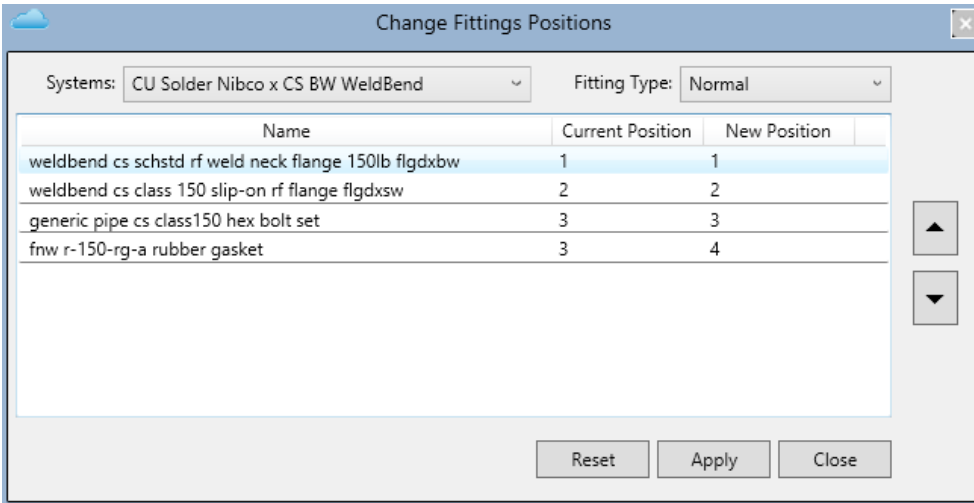 Change Fittings Positions
Systems: CU Solder Nibco x CS BW WeldBend Fitting Type: Normal
Name Current Position New Position
weldbend cs schstd rf weld neck flange 150lb flgdxbw 1 1
weldbend cs class 150 slip-on rf flange flgdxsw 2 2
generic pipe cs class150 hex bolt set 3 3
fnw r-150-rg-a rubber gasket 3 4
Reset Apply Close